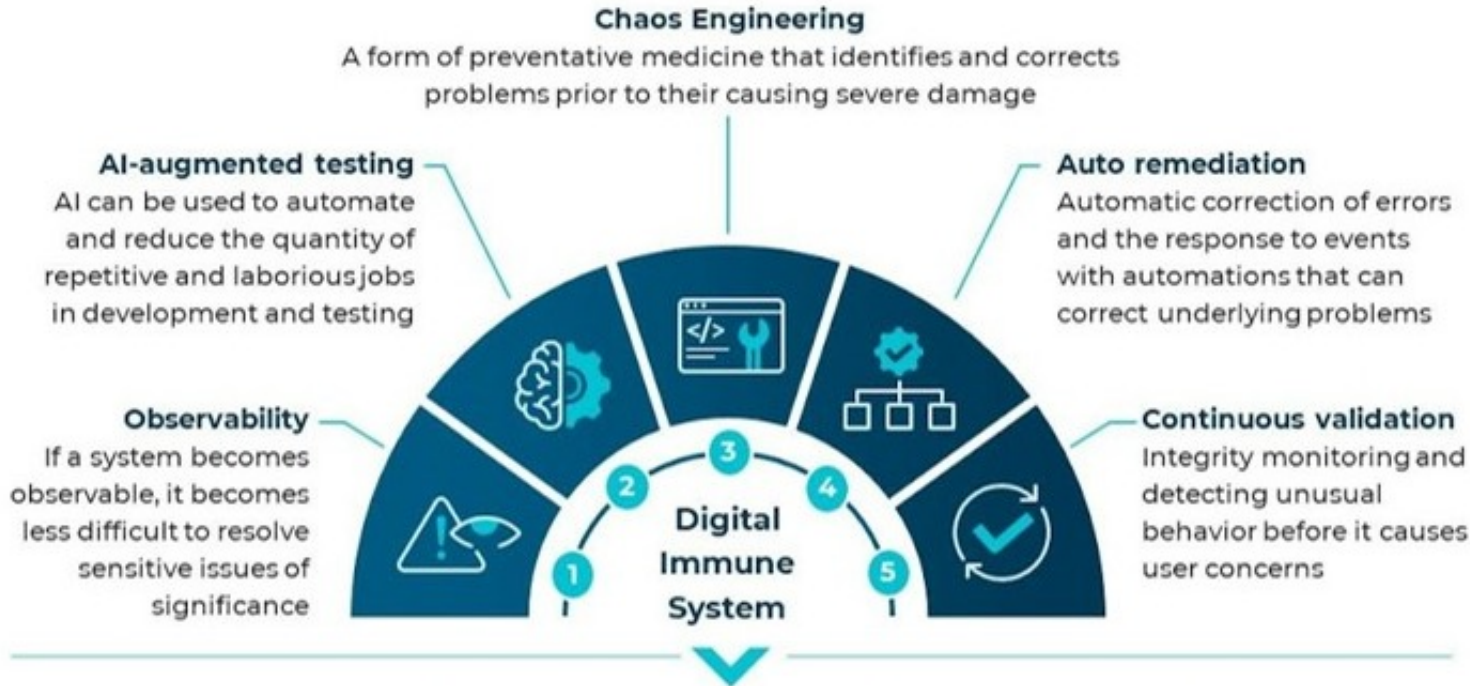 Chaos Engineering
A form of preventative medicine that identifies and corrects
problems prior to their causing severe damage
AI-augmented testing
AI can be used to automate
and reduce the quantity of
repetitive and laborious jobs
in development and testing
Auto remediation
Automatic correction of errors
and the response to events
with automations that can
correct underlying problems
Observability
If a system becomes
observable, it becomes
less difficult to resolve
sensitive issues of
significance
Continuous validation
Integrity monitoring and
detecting unusual
behavior before it causes
user concerns
</>
1
2
3
4
5
Digital
Immune
System